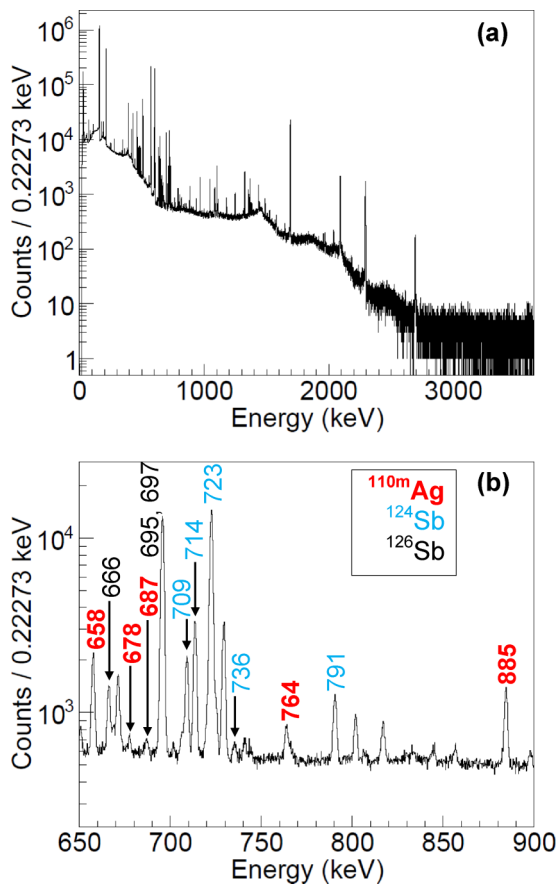 (a)
Counts / 0.22273 keV
10⁶
10⁵
10⁴
10³
10²
10
1
0 1000 2000 3000
Energy (keV)
(b)
Counts / 0.22273 keV
10⁴
10³
658
666
678
687
695, 697
709
714
723
736
764
791
885
¹¹⁰ᵐAg
¹²⁴Sb
¹²⁶Sb
650 700 750 800 850 900
Energy (keV)